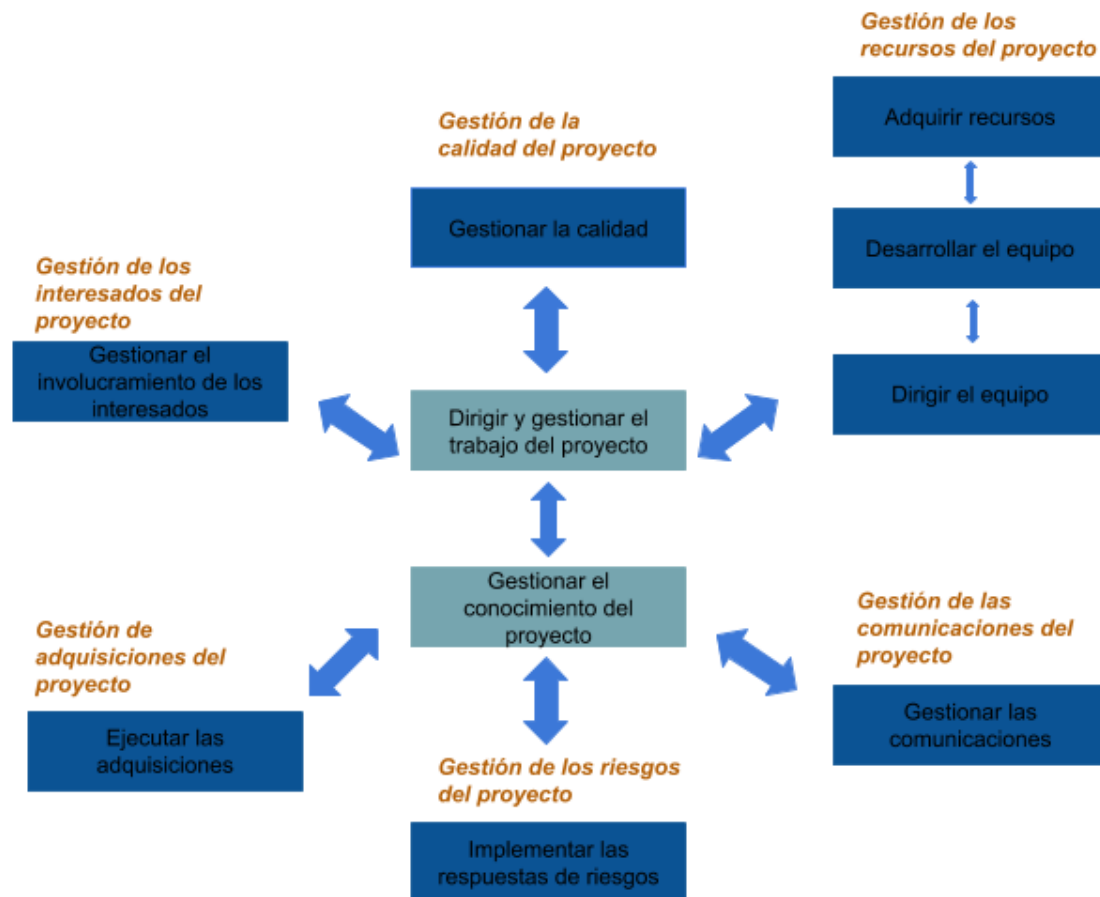 Gestión de los
recursos del proyecto
Adquirir recursos
Gestión de la
calidad del proyecto
Gestionar la calidad
Desarrollar el equipo
Gestión de los
interesados del
proyecto
Gestionar el
involucramiento de los
interesados
Dirigir y gestionar el
trabajo del proyecto
Dirigir el equipo
Gestionar el
conocimiento del
proyecto
Gestión de
adquisiciones del
proyecto
Ejecutar las
adquisiciones
Gestión de las
comunicaciones del
proyecto
Gestionar las
comunicaciones
Gestión de los riesgos
del proyecto
Implementar las
respuestas de riesgos